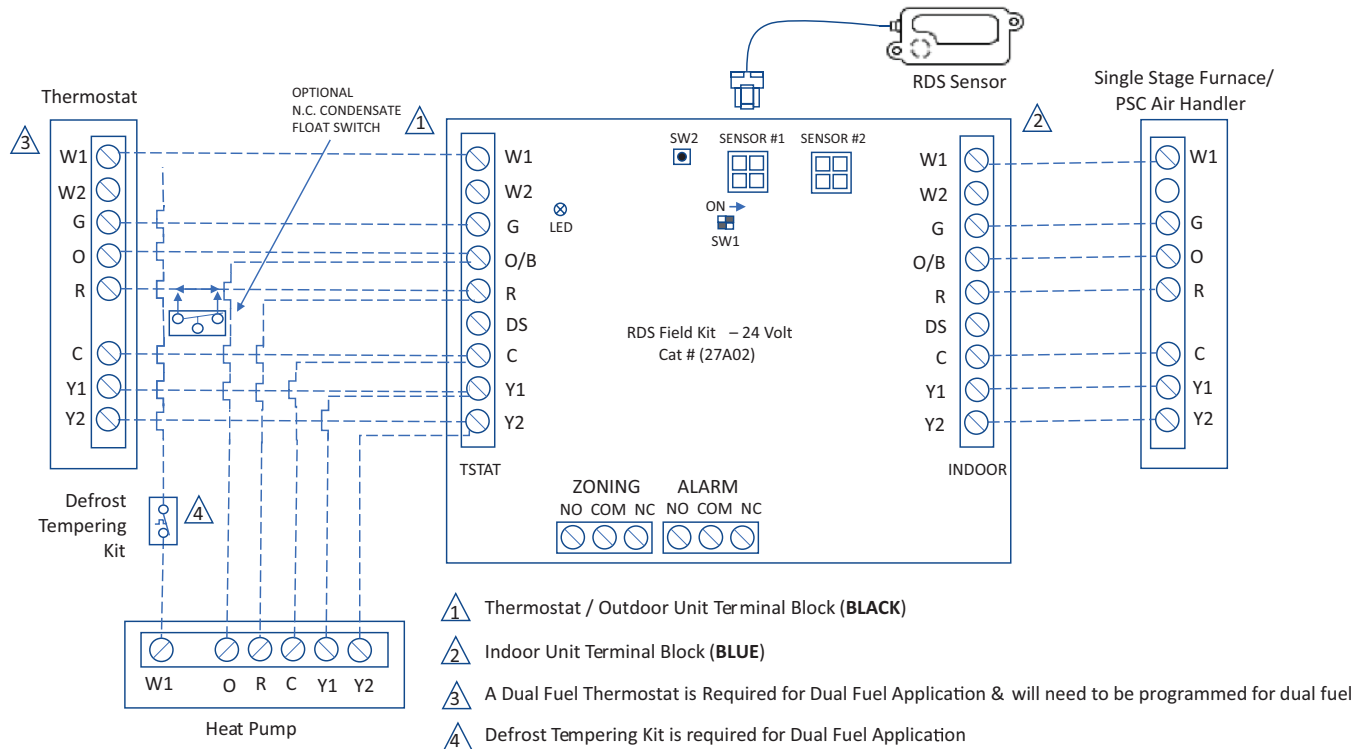 RDS Sensor
Single Stage Furnace/
PSC Air Handler
Thermostat
OPTIONAL
N.C. CONDENSATE
FLOAT SWITCH
3
1
2
W1
W2
G
O
R
C
Y1
Y2
W1
W2
G
O/B
R
DS
C
Y1
Y2
TSTAT
SW2
SENSOR #1
SENSOR #2
LED
ON
SW1
RDS Field Kit – 24 Volt
Cat # (27A02)
W1
W2
G
O/B
R
DS
C
Y1
Y2
INDOOR
W1
G
O
R
C
Y1
Y2
ZONING
NO COM NC
ALARM
NO COM NC
Defrost
Tempering
Kit
4
W1 O R C Y1 Y2
Heat Pump
1 Thermostat / Outdoor Unit Terminal Block (BLACK)
2 Indoor Unit Terminal Block (BLUE)
3 A Dual Fuel Thermostat is Required for Dual Fuel Application & will need to be programmed for dual fuel
4 Defrost Tempering Kit is required for Dual Fuel Application